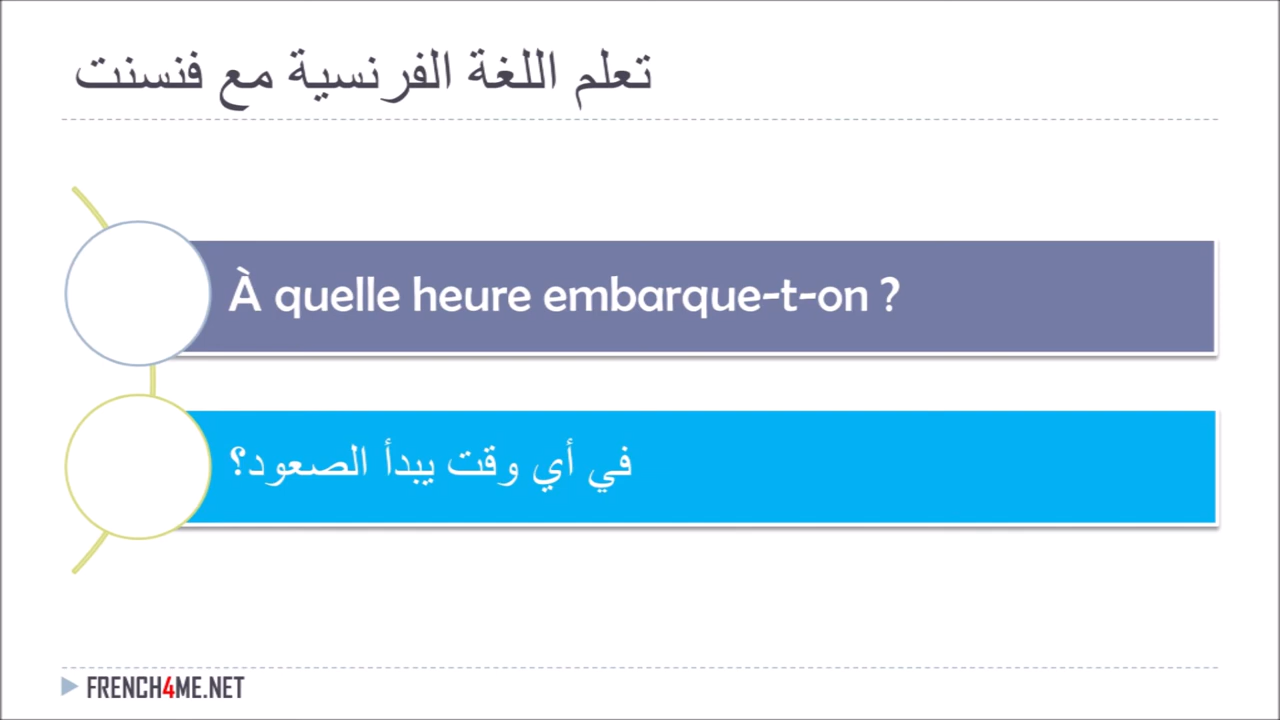 تعلم اللغة الفرنسية مع فنسنت
À quelle heure embarque-t-on ?
في أي وقت يبدأ الصعود؟
FRENCH4ME.NET